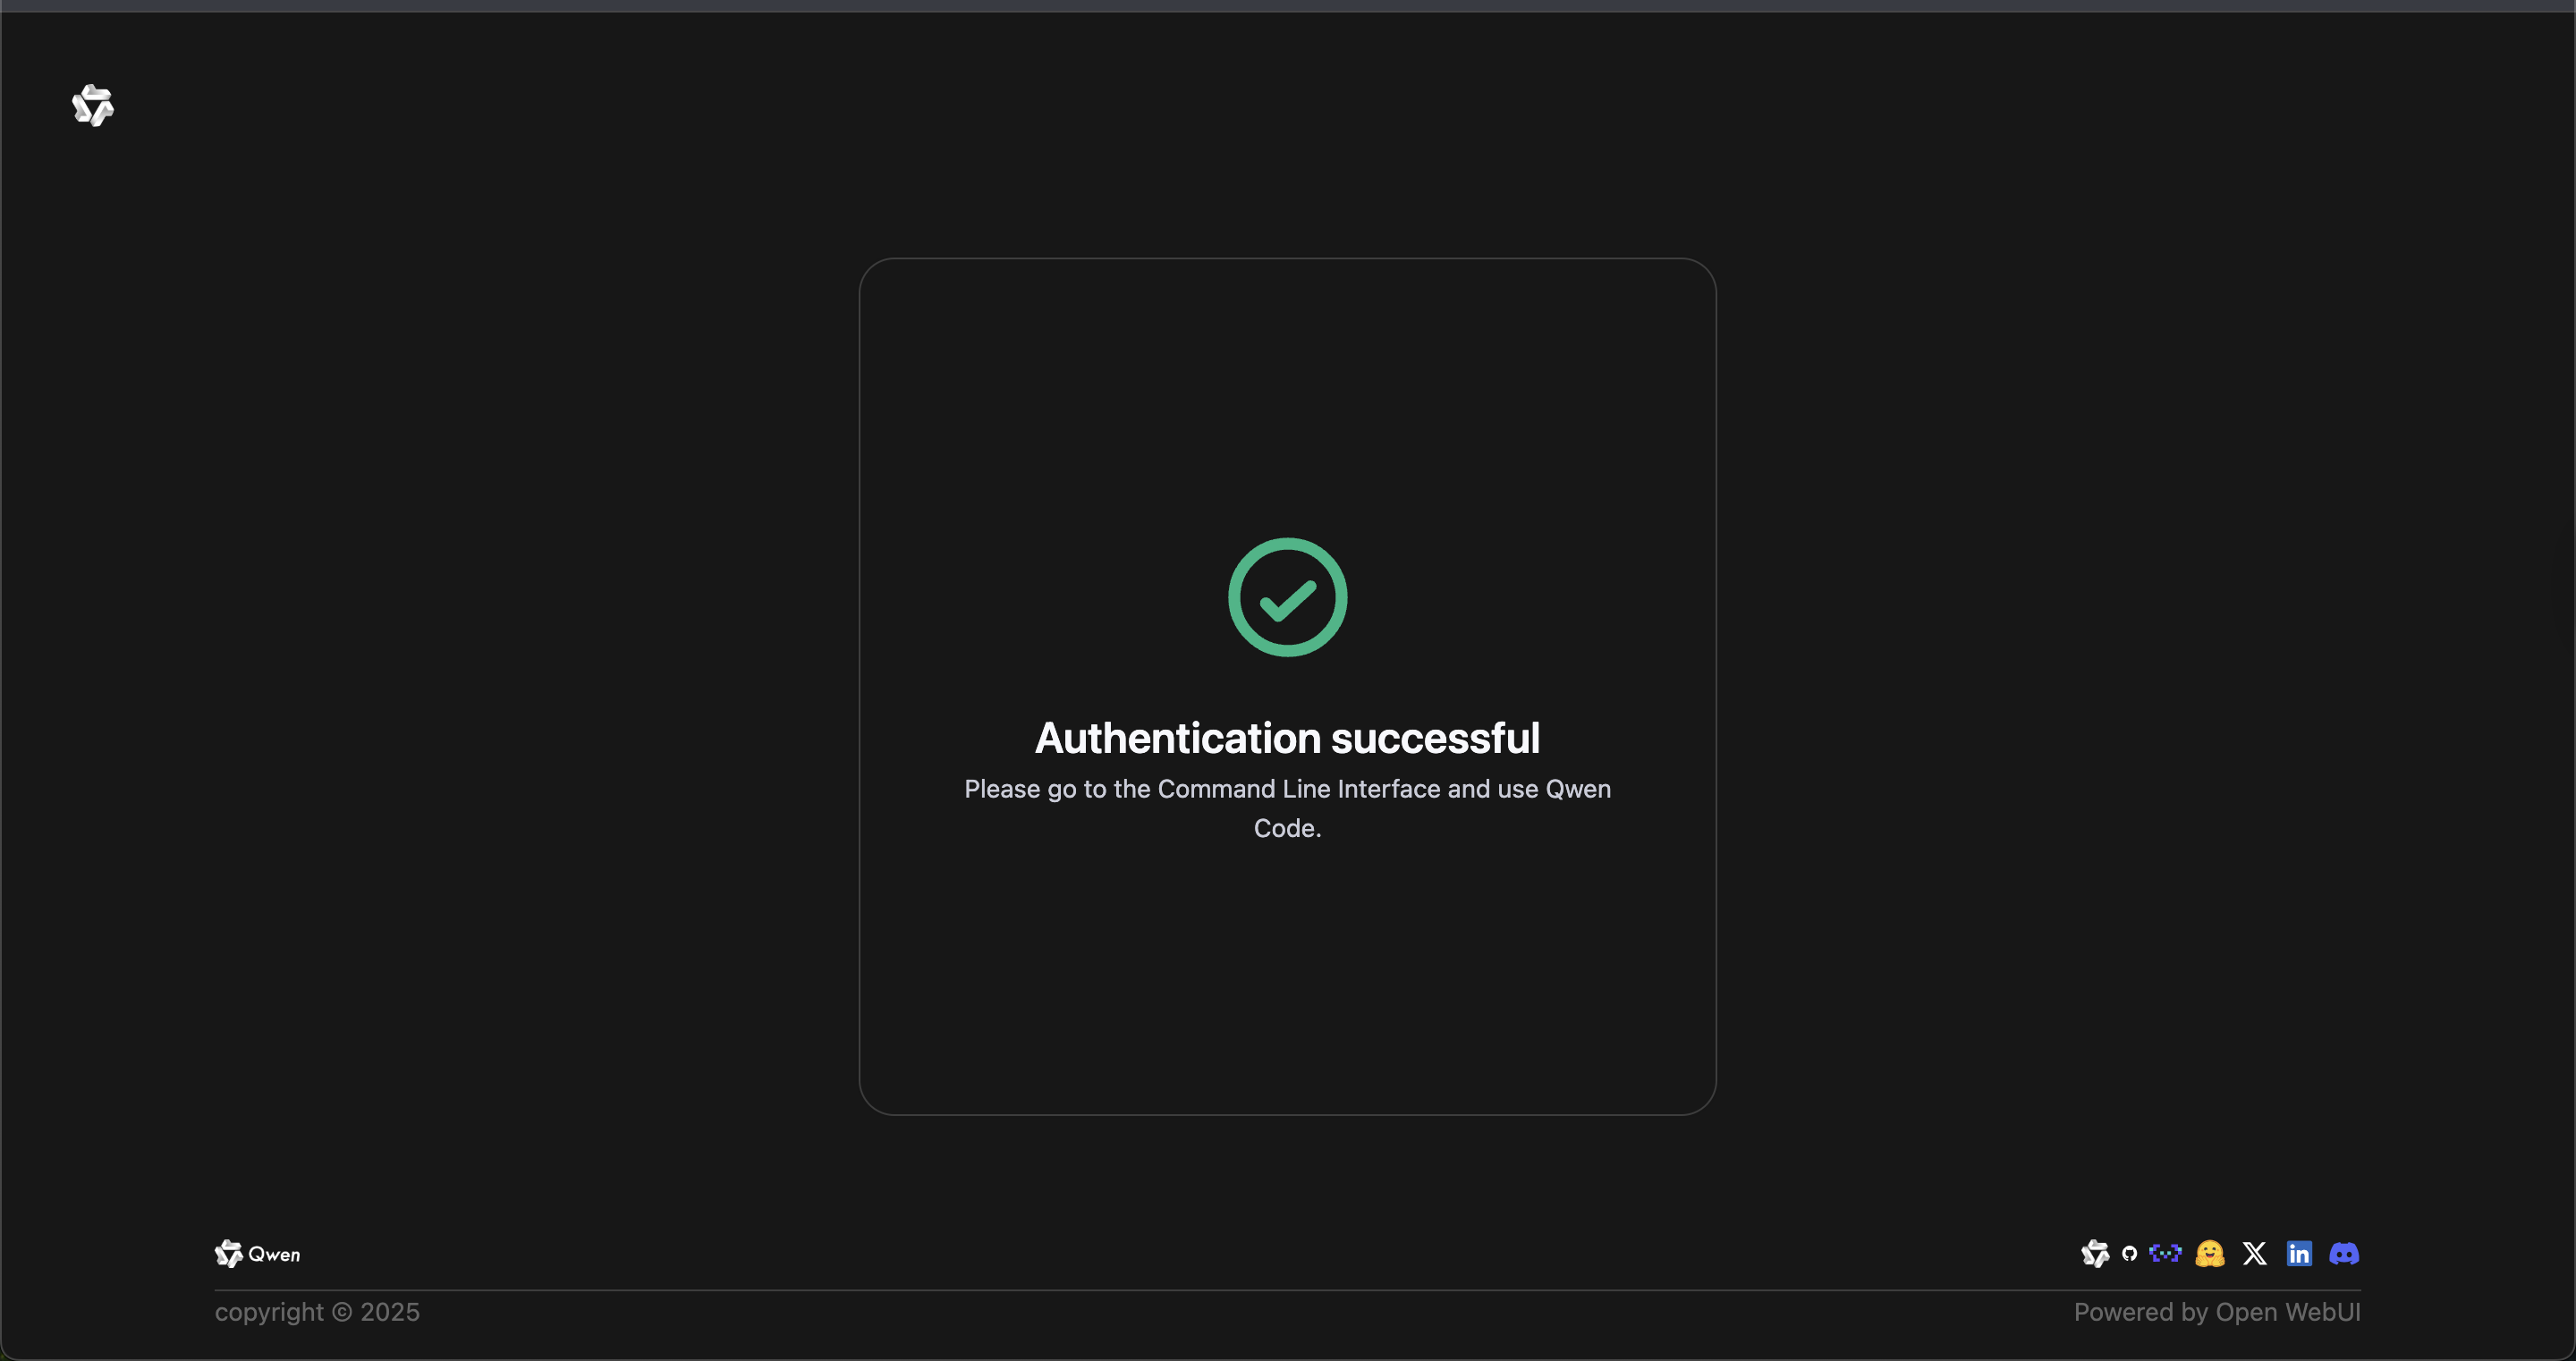 Authentication successful
Please go to the Command Line Interface and use Qwen
Code.
Qwen
in
copyright © 2025
Powered by Open WebUI